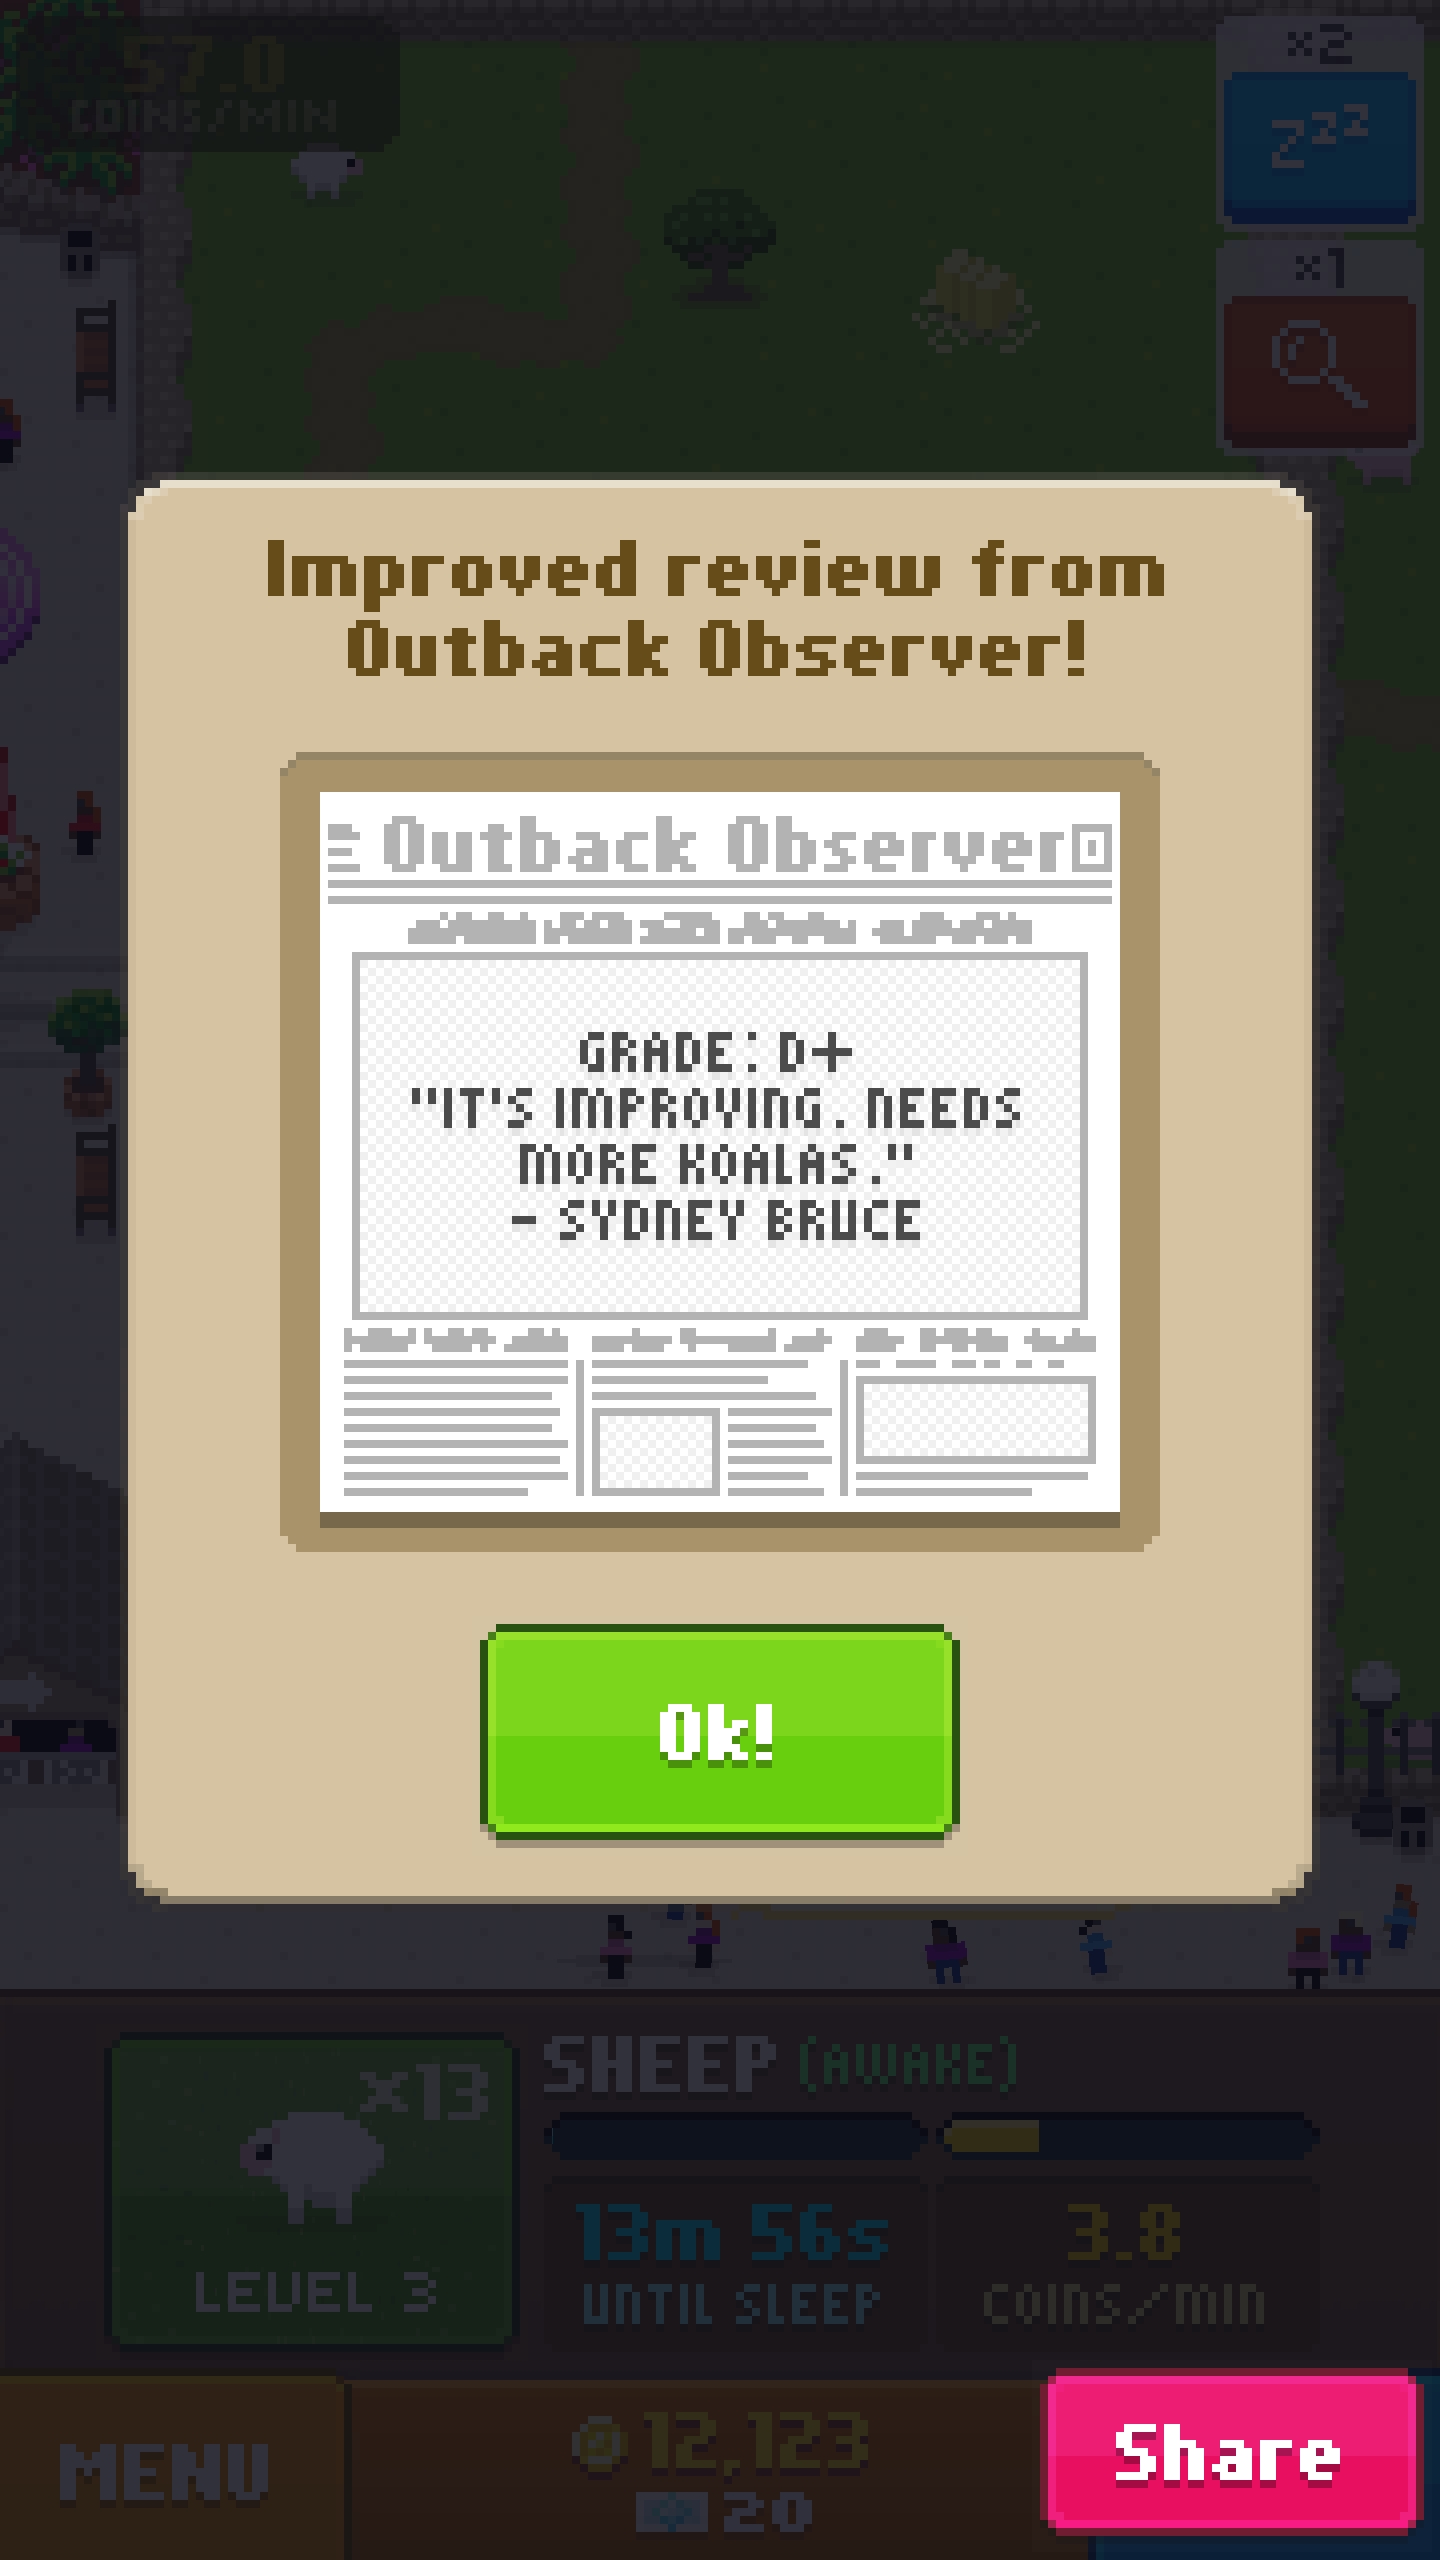 57.0
COINS/MIN
x2
zzz
x1
Improved review from
Outback Observer!
Outback Observer
GRADE: D+
"IT'S IMPROVING. NEEDS
MORE KOALAS."
- SYDNEY BRUCE
Ok!
x13
LEVEL 3
SHEEP (AWAKE)
13m 56s
UNTIL SLEEP
3.8
COINS/MIN
MENU
12,123
20
Share